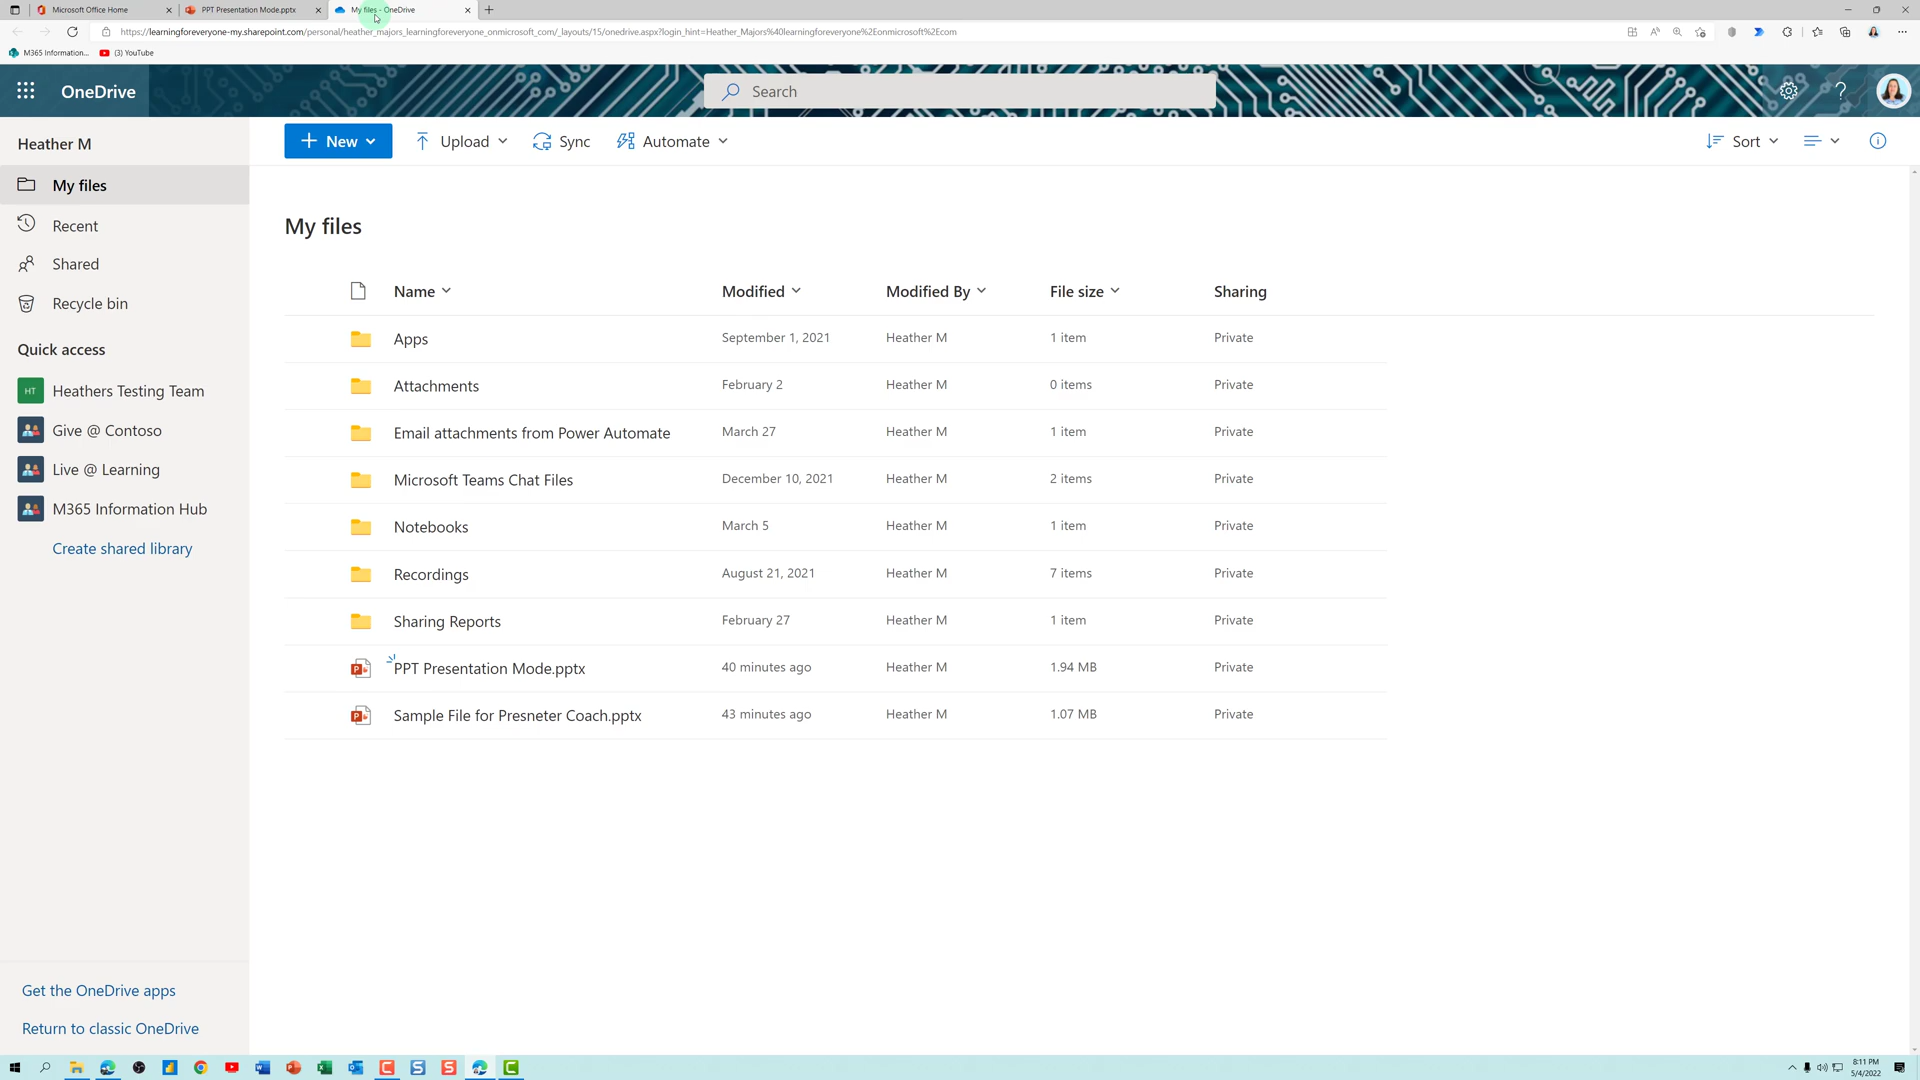 Microsoft Office Home
PPT Presentation Mode.pptx
My files - OneDrive
https://learningforeveryone-my.sharepoint.com/personal/heather_majors_learningforeveryone_onmicrosoft_com/_layouts/15/onedrive.aspx?login_hint=Heather_Majors%40learningforeveryone%2Eonmicrosoft%2Ecom
M365 Information...
(3) YouTube
OneDrive
Search
Heather M
New
Upload
Sync
Automate
Sort
My files
Recent
Shared
Recycle bin
Quick access
HT Heathers Testing Team
Give @ Contoso
Live @ Learning
M365 Information Hub
Create shared library
Get the OneDrive apps
Return to classic OneDrive
My files
Name Modified Modified By File size Sharing
Apps September 1, 2021 Heather M 1 item Private
Attachments February 2 Heather M 0 items Private
Email attachments from Power Automate March 27 Heather M 1 item Private
Microsoft Teams Chat Files December 10, 2021 Heather M 2 items Private
Notebooks March 5 Heather M 1 item Private
Recordings August 21, 2021 Heather M 7 items Private
Sharing Reports February 27 Heather M 1 item Private
PPT Presentation Mode.pptx 40 minutes ago Heather M 1.94 MB Private
Sample File for Presneter Coach.pptx 43 minutes ago Heather M 1.07 MB Private
8:11 PM
5/4/2022